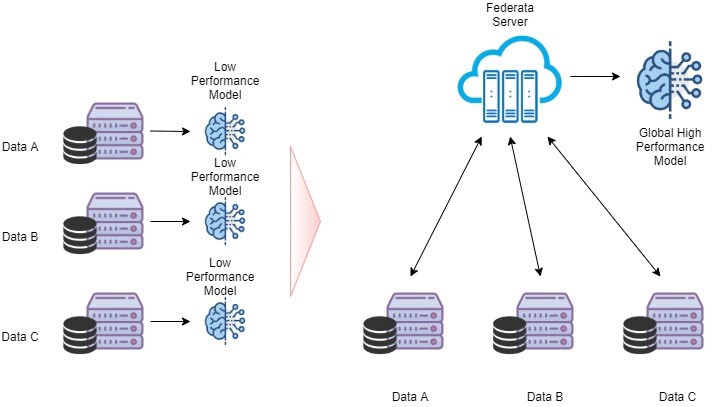 Low
Performance
Model
Data A
Low
Performance
Model
Data B
Low
Performance
Model
Data C
Federata
Server
Global High
Performance
Model
Data A
Data B
Data C